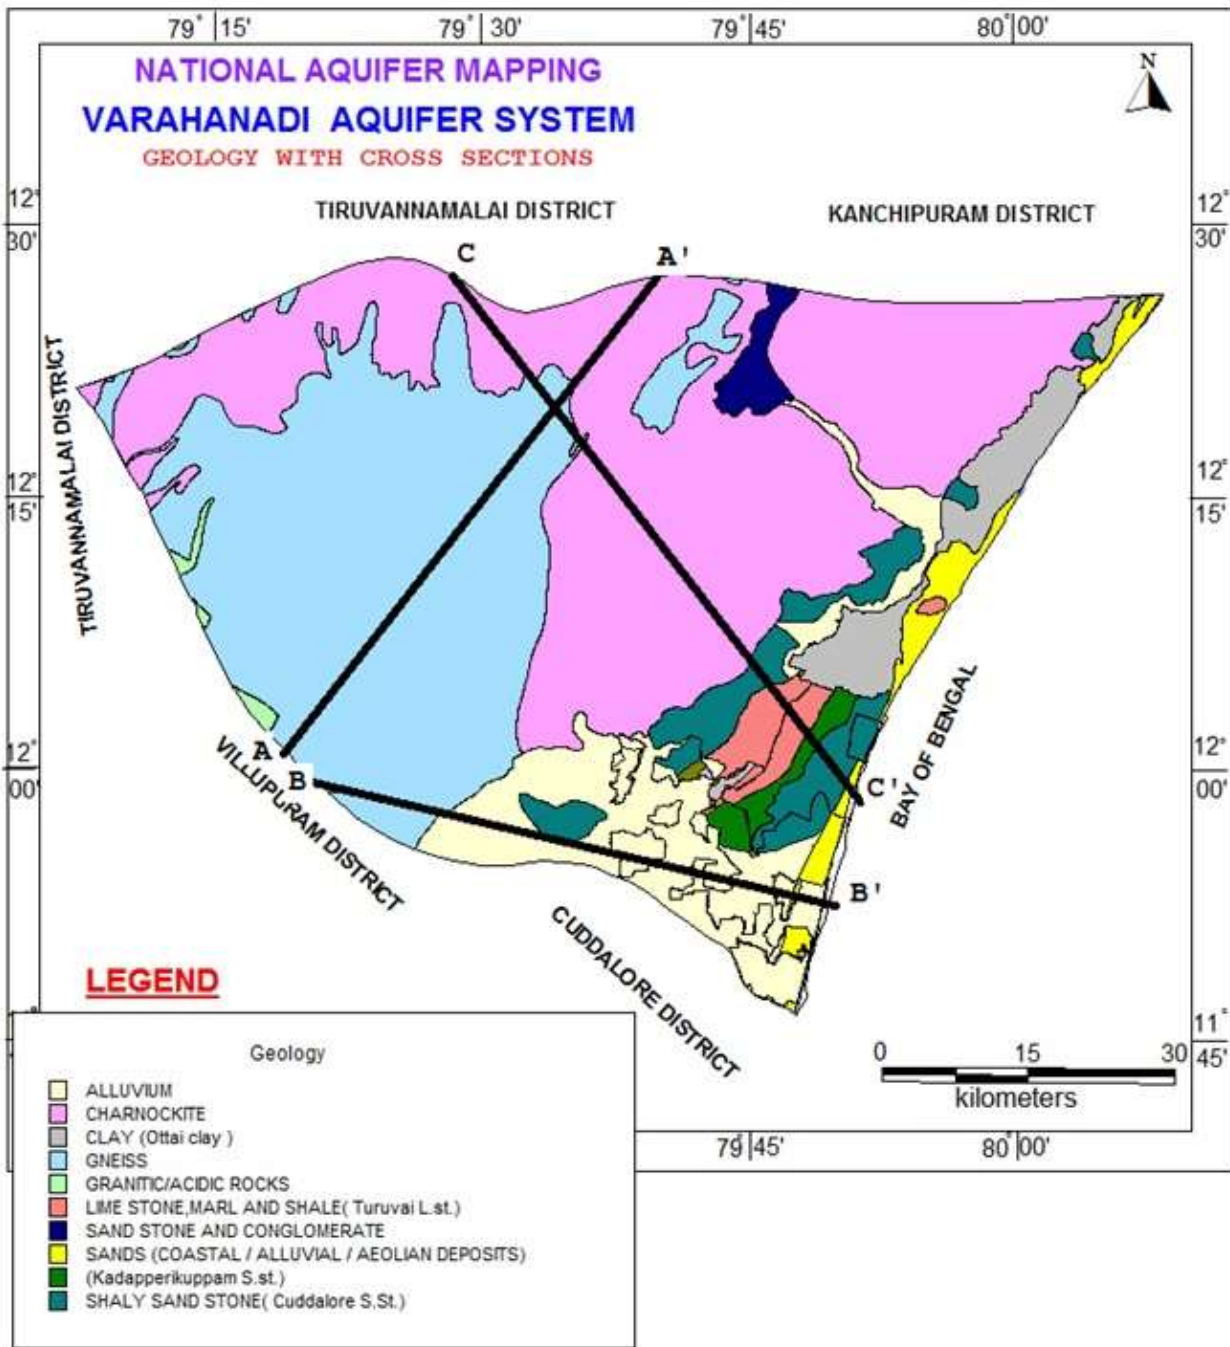 79° 15' 79° 30' 79° 45' 80° 00'
N
NATIONAL AQUIFER MAPPING
VARAHANADI AQUIFER SYSTEM
GEOLOGY WITH CROSS SECTIONS
12° 30'
12° 30'
TIRUVANNAMALAI DISTRICT
KANCHIPURAM DISTRICT
C
A'
TIRUVANNAMALAI DISTRICT
12° 15'
12° 15'
BAY OF BENGAL
12° 00'
12° 00'
A
B
VILLUPURAM DISTRICT
C'
B'
CUDDALORE DISTRICT
LEGEND
11° 45'
0 15 30
kilometers
Geology
ALLUVIUM
CHARNOCKITE
CLAY (Ottai clay )
GNEISS
GRANITIC/ACIDIC ROCKS
LIME STONE,MARL AND SHALE( Turuvai L.st.)
SAND STONE AND CONGLOMERATE
SANDS (COASTAL / ALLUVIAL / AEOLIAN DEPOSITS)
(Kadapperikuppam S.st.)
SHALY SAND STONE( Cuddalore S.St.)
79° 45' 80° 00'